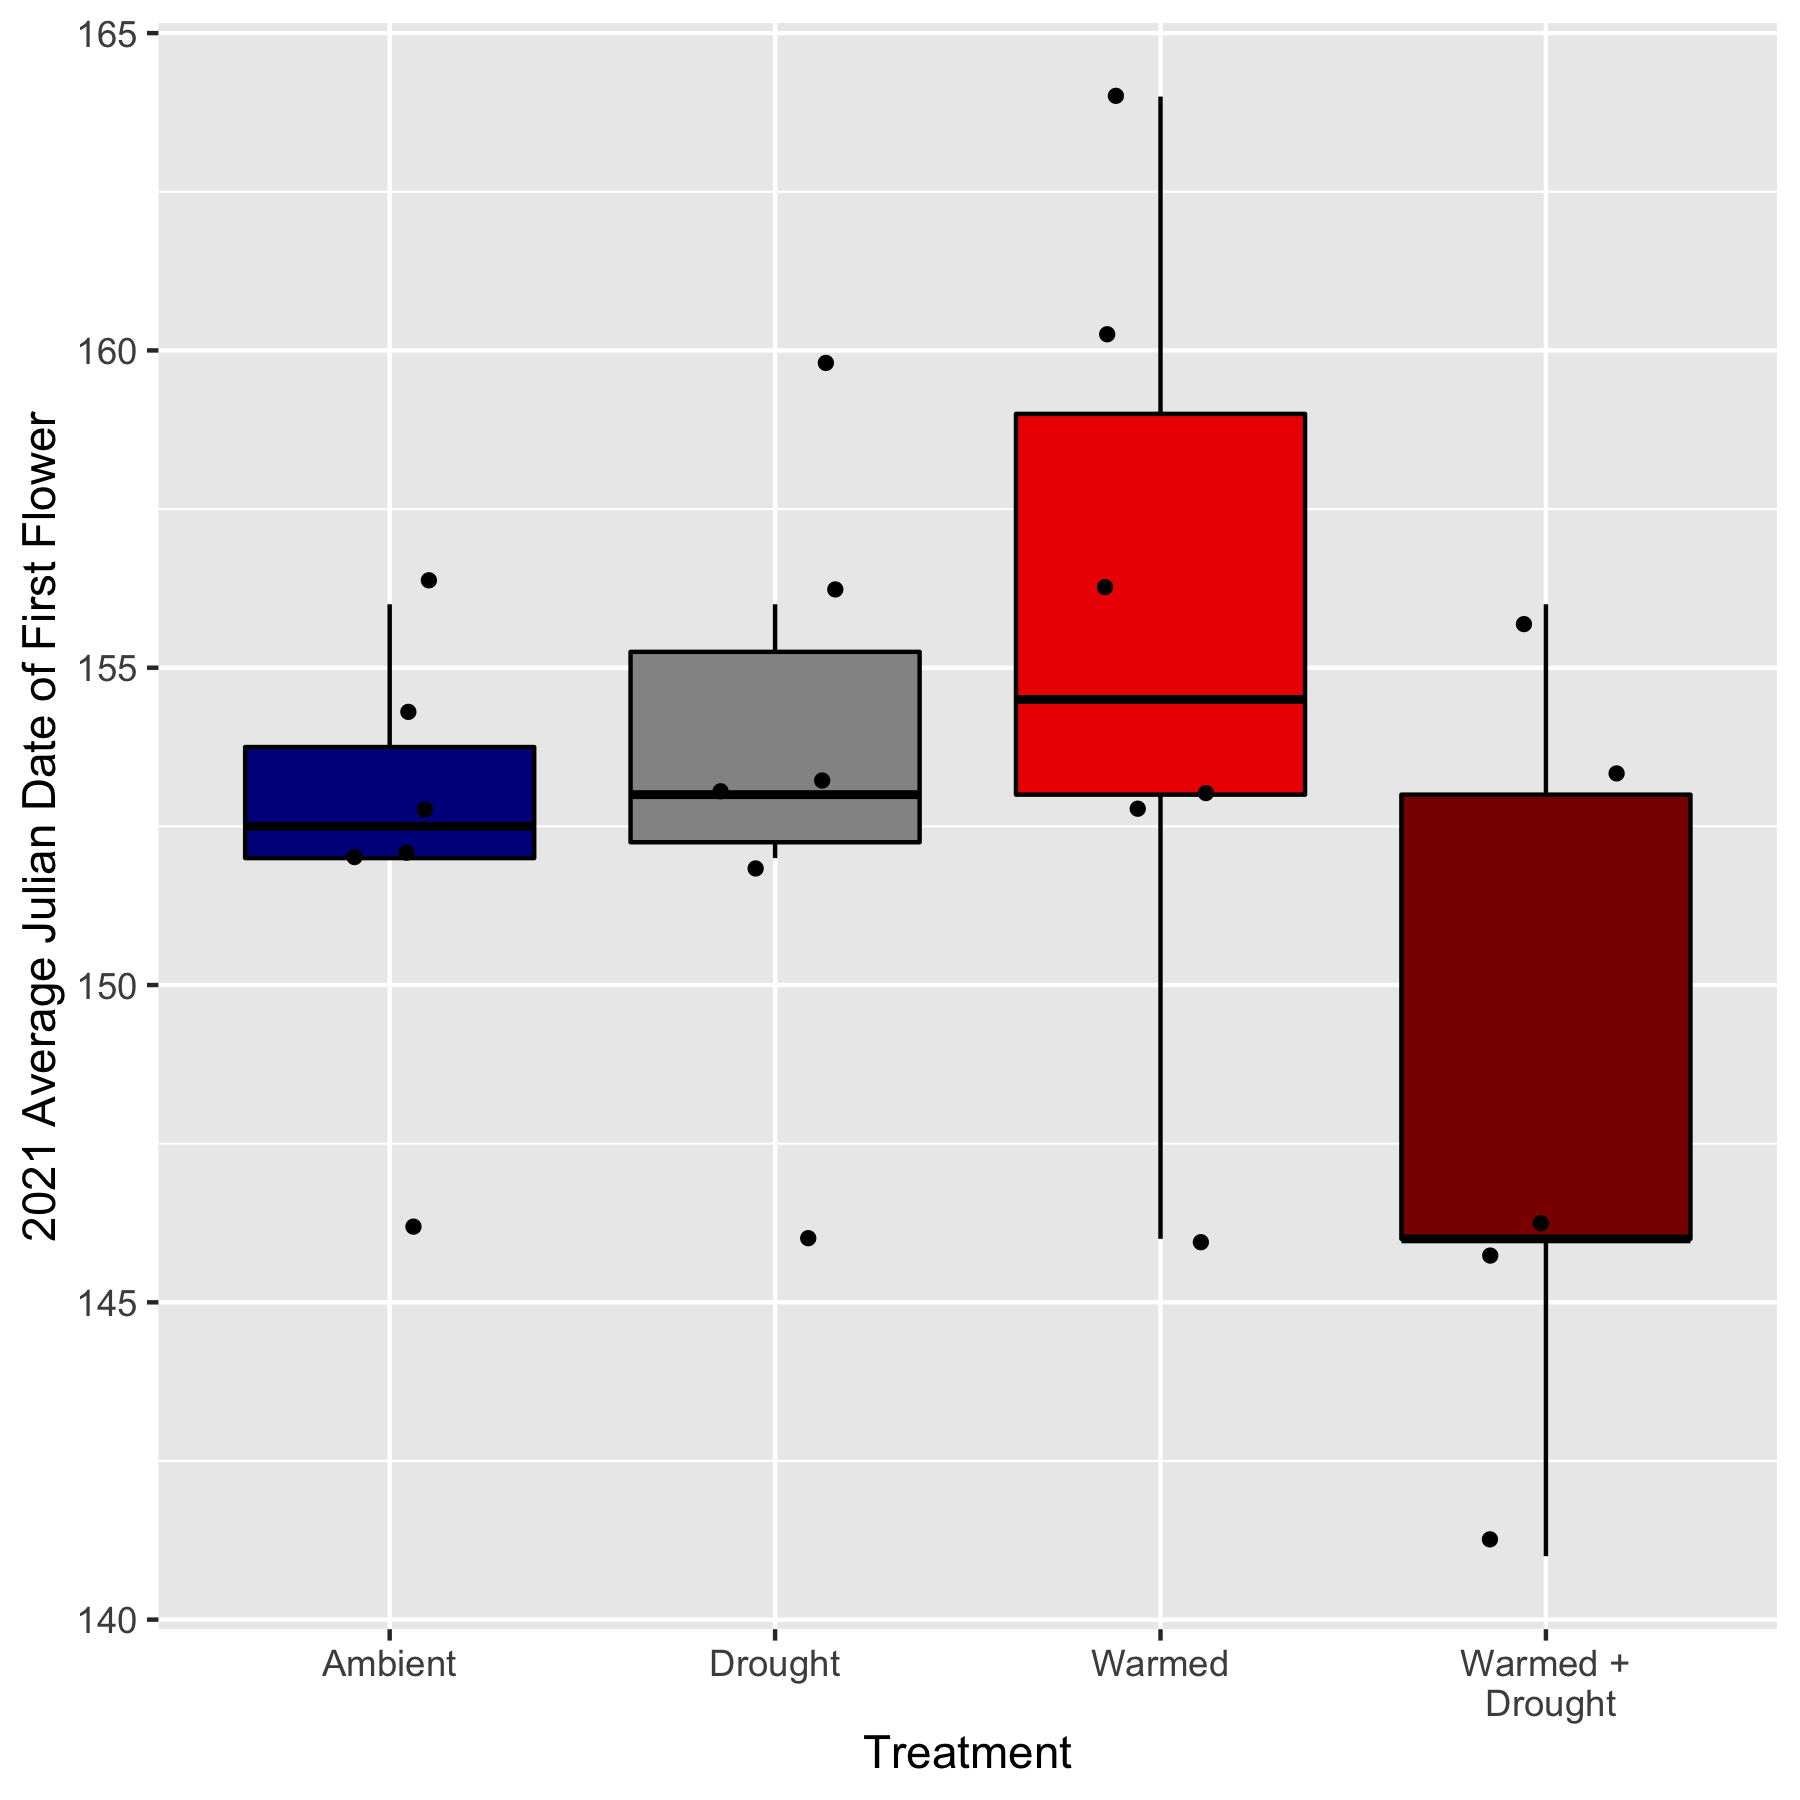 2021 Average Julian Date of First Flower
165
160
155
150
145
140
Ambient
Drought
Warmed
Warmed +
Drought
Treatment